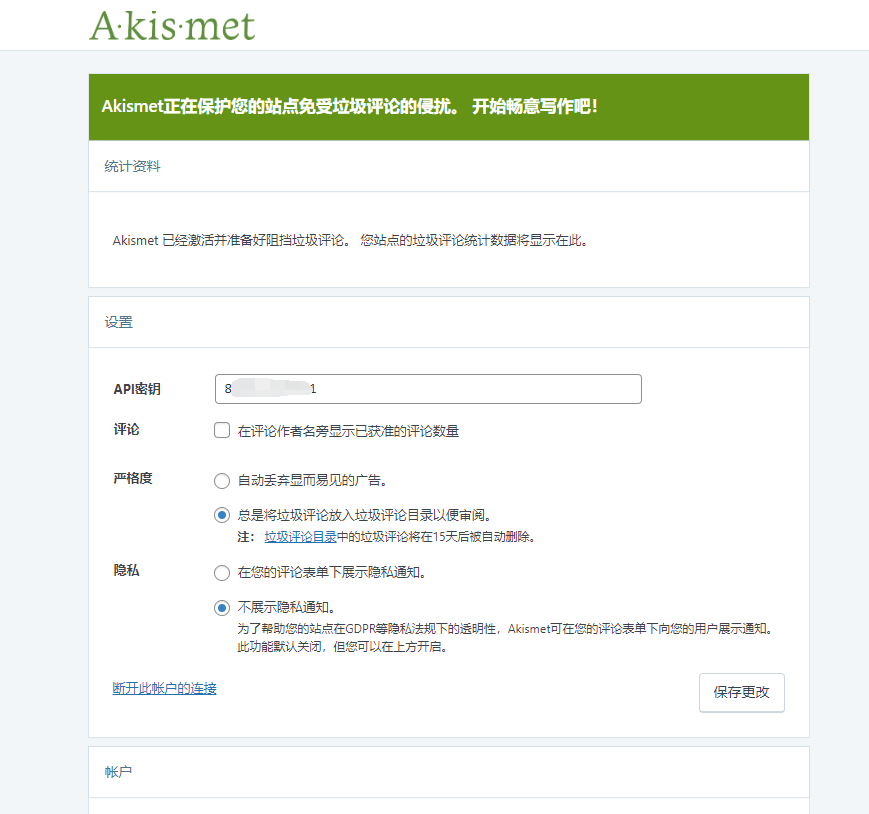 A·kis·met
Akismet正在保护您的站点免受垃圾评论的侵扰。 开始畅意写作吧！
统计资料
Akismet 已经激活并准备好阻挡垃圾评论。 您站点的垃圾评论统计数据将显示在此。
设置
API密钥 8 1
评论 在评论作者名旁显示已获准的评论数量
严格度 自动丢弃显而易见的广告。
总是将垃圾评论放入垃圾评论目录以便审阅。
注： 垃圾评论目录中的垃圾评论将在15天后被自动删除。
隐私 在您的评论表单下展示隐私通知。
不展示隐私通知。
为了帮助您的站点在GDPR等隐私法规下的透明性，Akismet可在您的评论表单下向您的用户展示通知。
此功能默认关闭，但您可以在上方开启。
断开此帐户的连接 保存更改
帐户